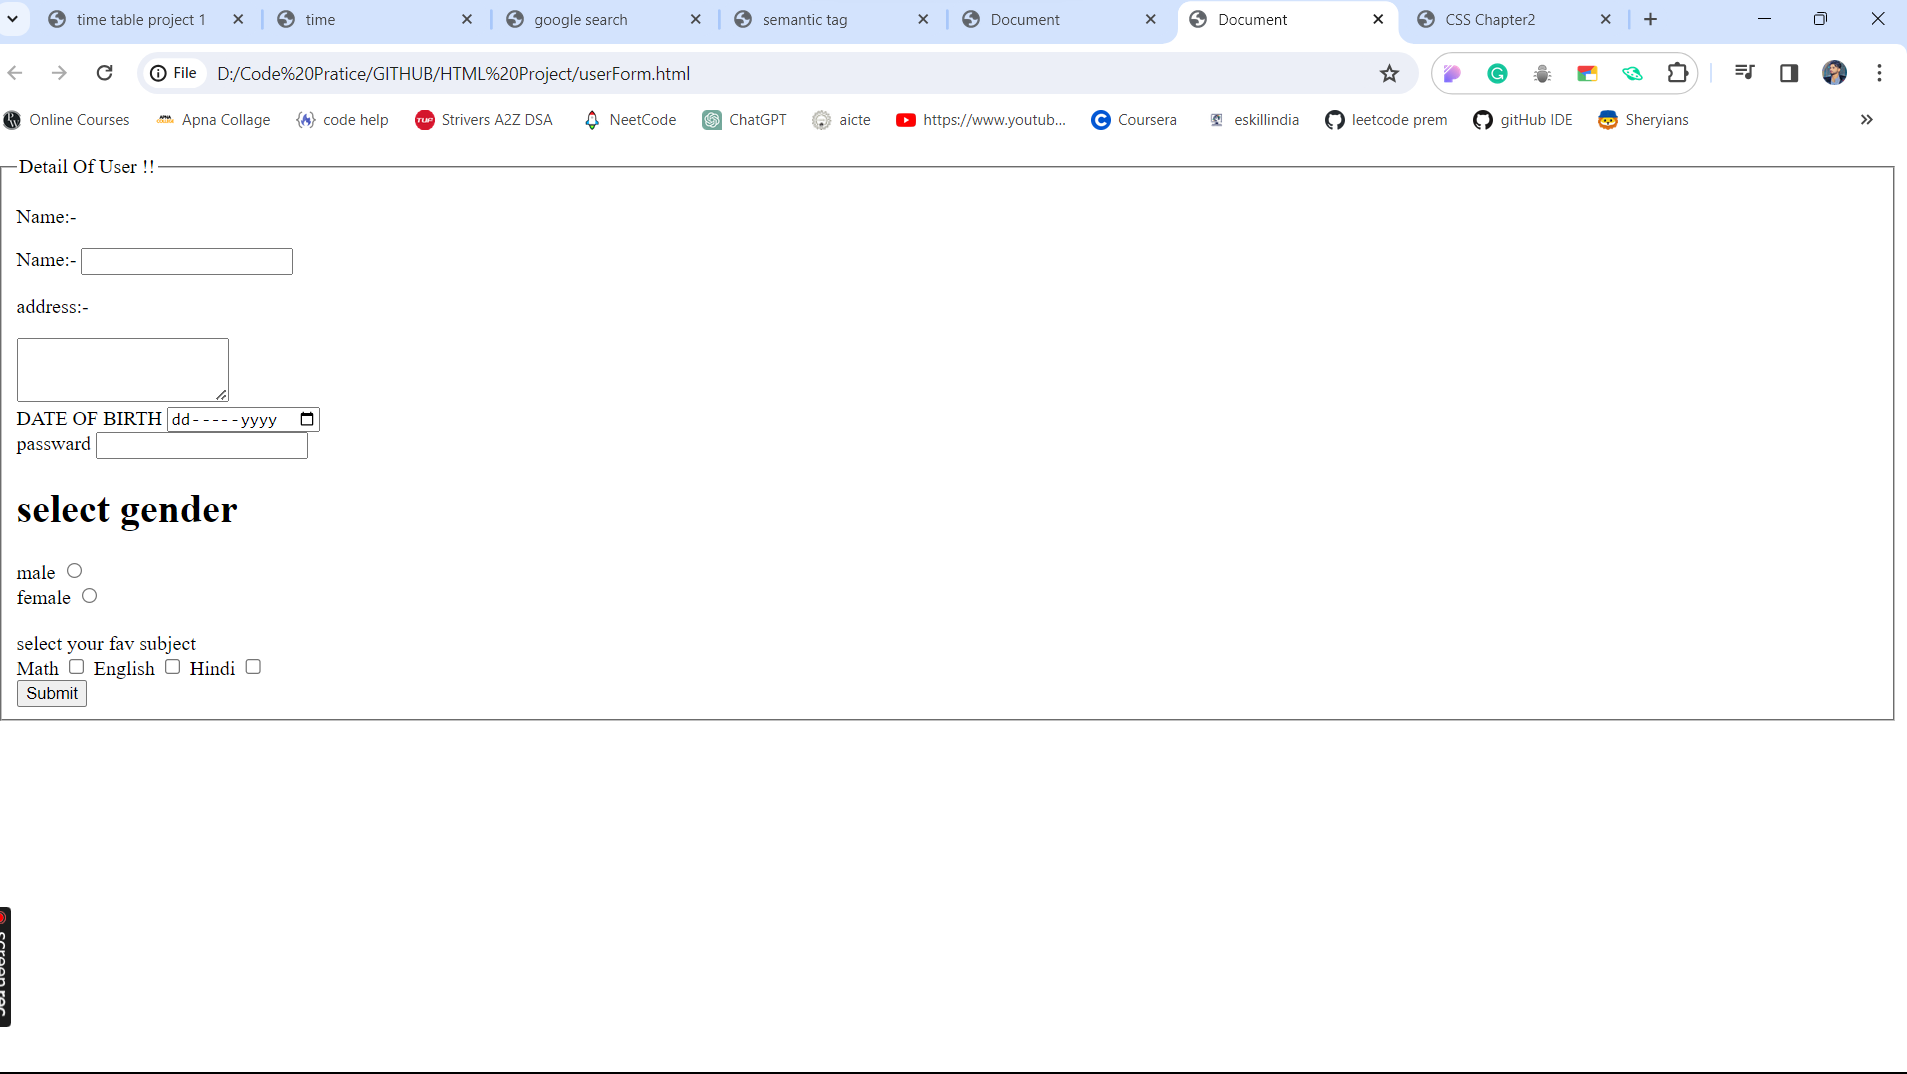 time table project 1 time google search semantic tag Document Document CSS Chapter2
File D:/Code%20Pratice/GITHUB/HTML%20Project/userForm.html
Online Courses Apna Collage code help Strivers A2Z DSA NeetCode ChatGPT aicte https://www.youtub... Coursera eskillindia leetcode prem gitHub IDE Sheryians
Detail Of User !!
Name:-
Name:-
address:-
DATE OF BIRTH dd-----yyyy
passward
select gender
male
female
select your fav subject
Math English Hindi
Submit
screenrec